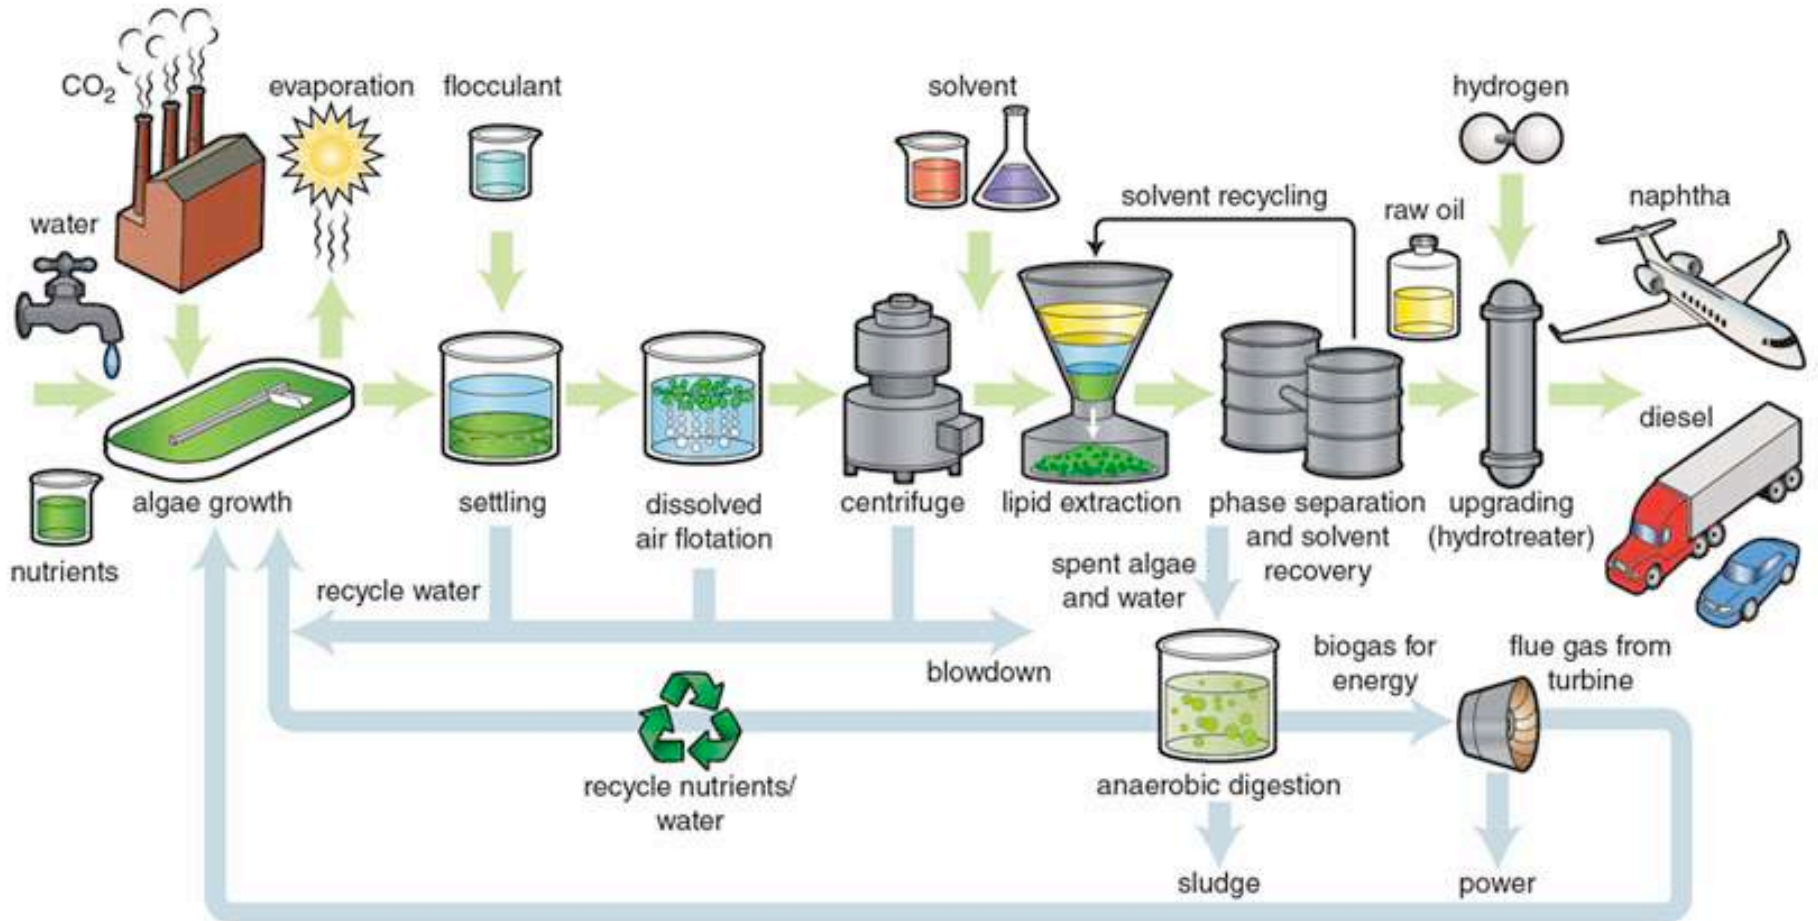 CO₂
evaporation
flocculant
solvent
hydrogen
water
solvent recycling
raw oil
naphtha
diesel
nutrients
algae growth
settling
dissolved
air flotation
centrifuge
lipid extraction
phase separation
and solvent
recovery
upgrading
(hydrotreater)
recycle water
spent algae
and water
blowdown
biogas for
energy
flue gas from
turbine
recycle nutrients/
water
anaerobic digestion
sludge
power